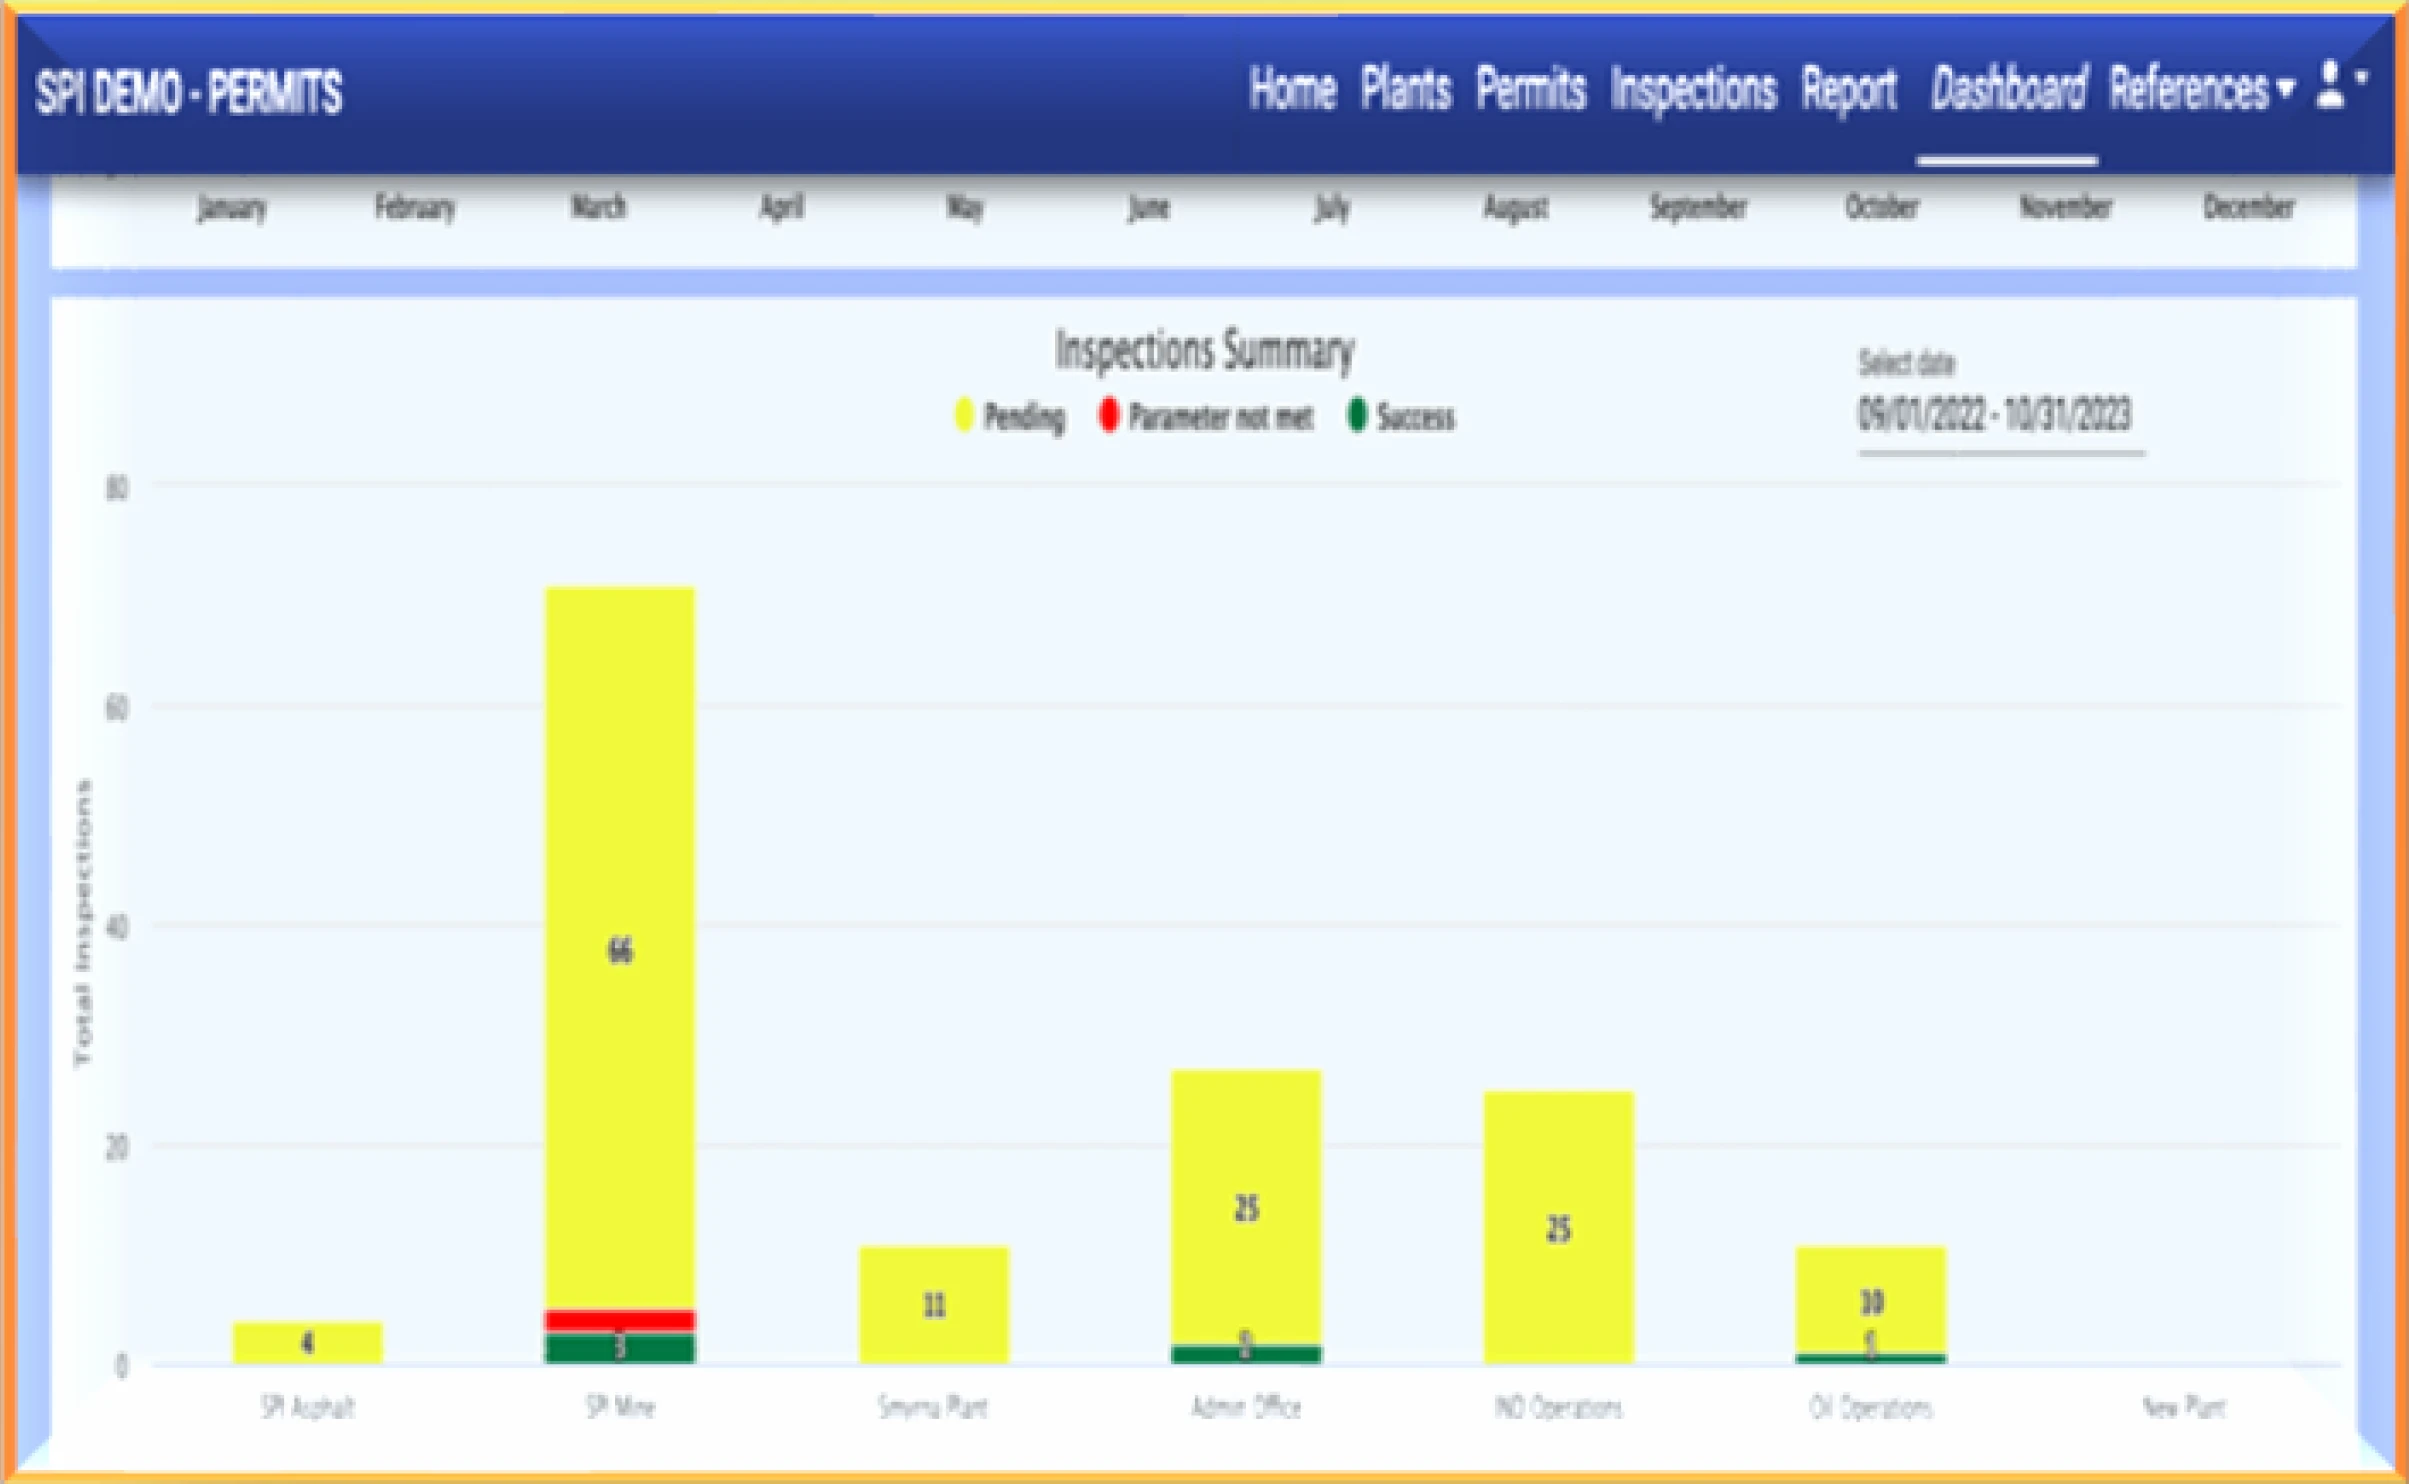 SPI DEMO - PERMITS
Home Plants Permits Inspections Report Dashboard References
January February March April May June July August September October November December
Inspections Summary
Select date
Pending Parameter not met Success
09/01/2022 - 10/31/2023
80
60
40
20
0
Total Inspections
66
25
25
11
10
4
3
SPI Asphalt SPI Mine Smyrna Plant Admin Office IND Operations Oil Operations New Plant